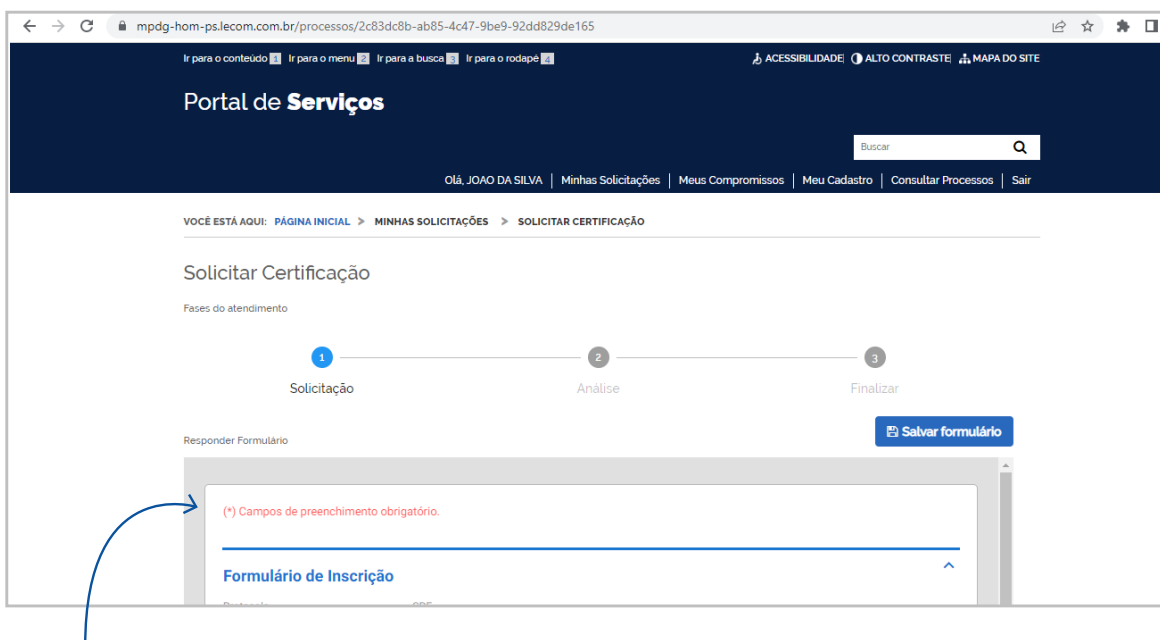 mpdg-hom-ps.lecom.com.br/processos/2c83dc8b-ab85-4c47-9be9-92dd829de165
Ir para o conteúdo 1 Ir para o menu 2 Ir para a busca 3 Ir para o rodapé 4 ACESSIBILIDADE ALTO CONTRASTE MAPA DO SITE
Portal de Serviços
Buscar
Olá, JOAO DA SILVA | Minhas Solicitações | Meus Compromissos | Meu Cadastro | Consultar Processos | Sair
VOCÊ ESTÁ AQUI: PÁGINA INICIAL > MINHAS SOLICITAÇÕES > SOLICITAR CERTIFICAÇÃO
Solicitar Certificação
Fases do atendimento
1 2 3
Solicitação Análise Finalizar
Salvar formulário
Responder Formulário
(*) Campos de preenchimento obrigatório.
Formulário de Inscrição